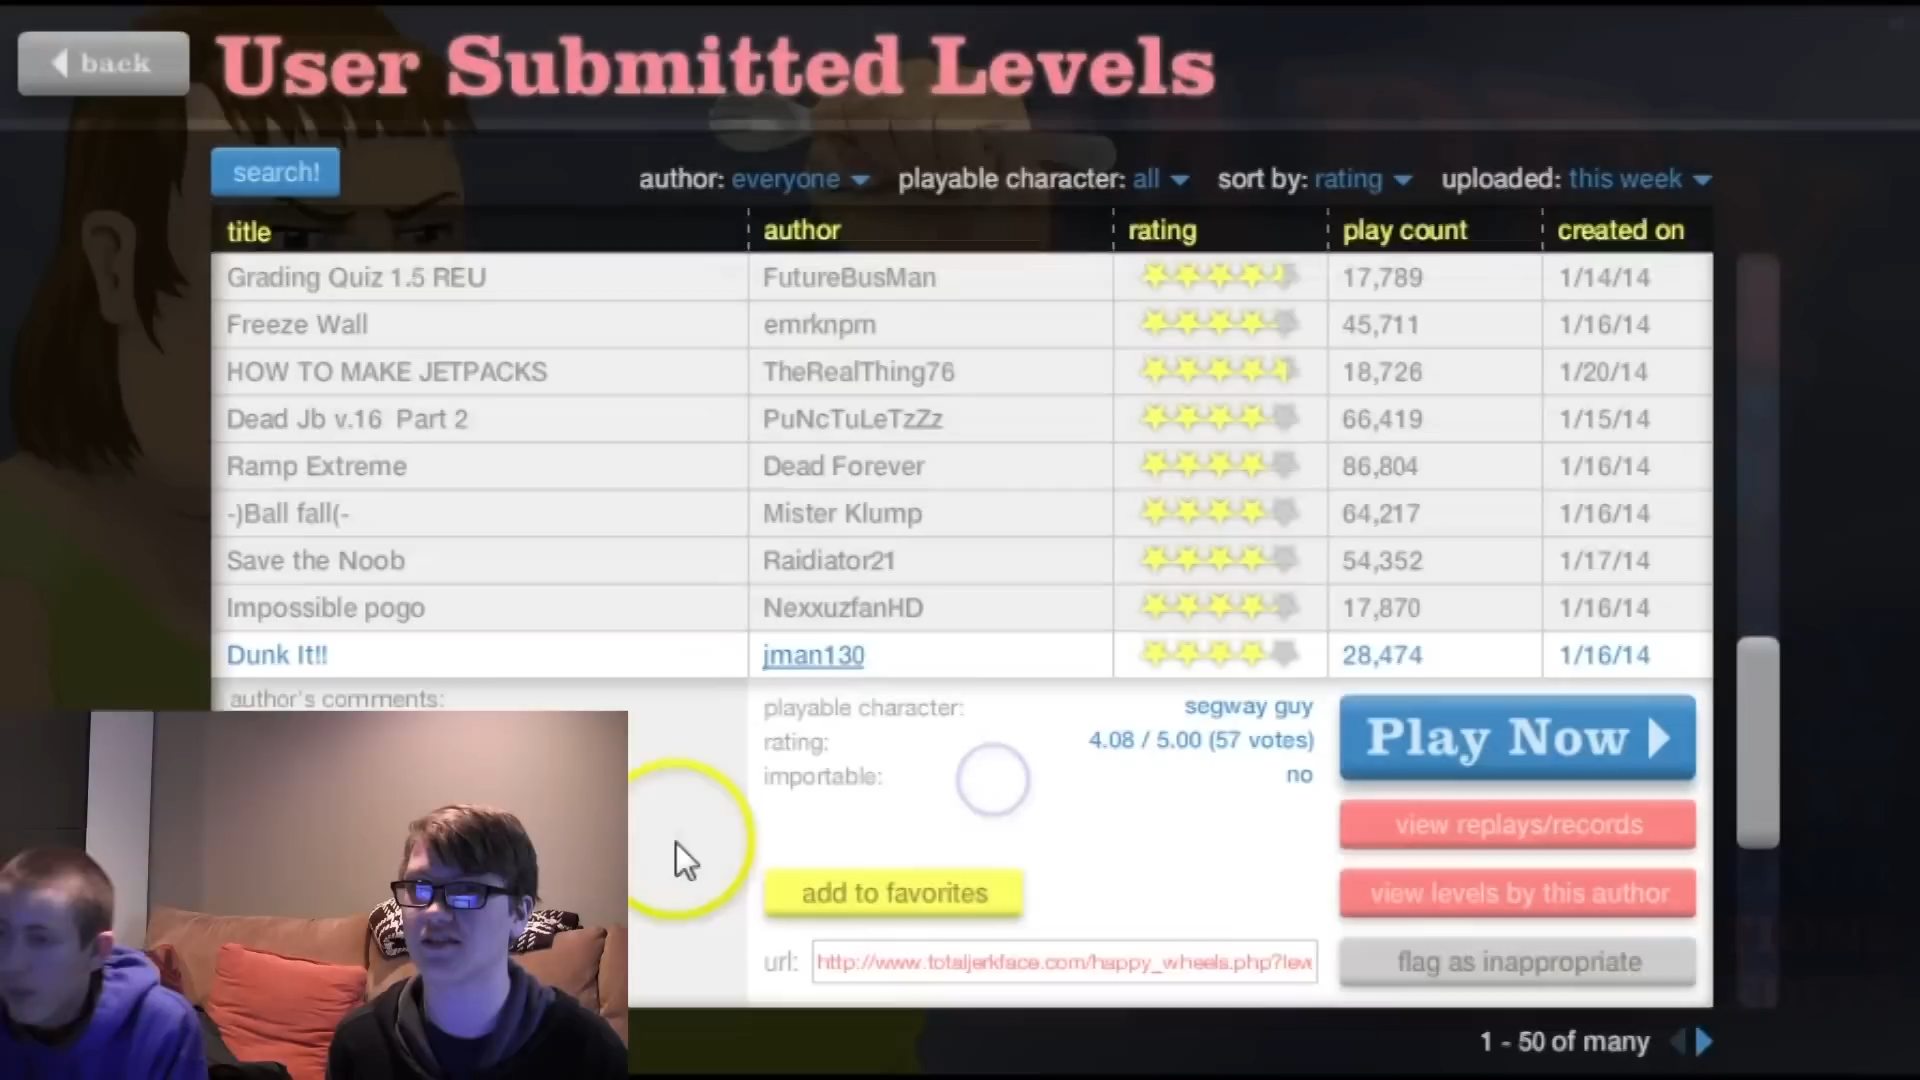 back
User Submitted Levels
search!
author: everyone
playable character: all
sort by: rating
uploaded: this week
title author rating play count created on
Grading Quiz 1.5 REU FutureBusMan 17,789 1/14/14
Freeze Wall emrknprn 45,711 1/16/14
HOW TO MAKE JETPACKS TheRealThing76 18,726 1/20/14
Dead Jb v.16 Part 2 PuNcTuLeTzZz 66,419 1/15/14
Ramp Extreme Dead Forever 86,804 1/16/14
-)Ball fall(- Mister Klump 64,217 1/16/14
Save the Noob Raidiator21 54,352 1/17/14
Impossible pogo NexxuzfanHD 17,870 1/16/14
Dunk It!! jman130 28,474 1/16/14
author's comments:
playable character: segway guy
rating: 4.08 / 5.00 (57 votes)
importable: no
add to favorites
url: http://www.totaljerkface.com/happy_wheels.php?leve
Play Now
view replays/records
view levels by this author
flag as inappropriate
1 - 50 of many